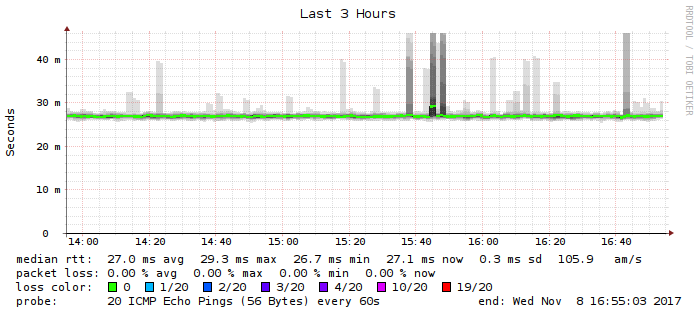 Last 3 Hours
RRDTOOL / TOBI OETIKER
Seconds
40 m
30 m
20 m
10 m
0
14:00 14:20 14:40 15:00 15:20 15:40 16:00 16:20 16:40
median rtt: 27.0 ms avg 29.3 ms max 26.7 ms min 27.1 ms now 0.3 ms sd 105.9 am/s
packet loss: 0.00 % avg 0.00 % max 0.00 % min 0.00 % now
loss color: 0 1/20 2/20 3/20 4/20 10/20 19/20
probe: 20 ICMP Echo Pings (56 Bytes) every 60s end: Wed Nov 8 16:55:03 2017